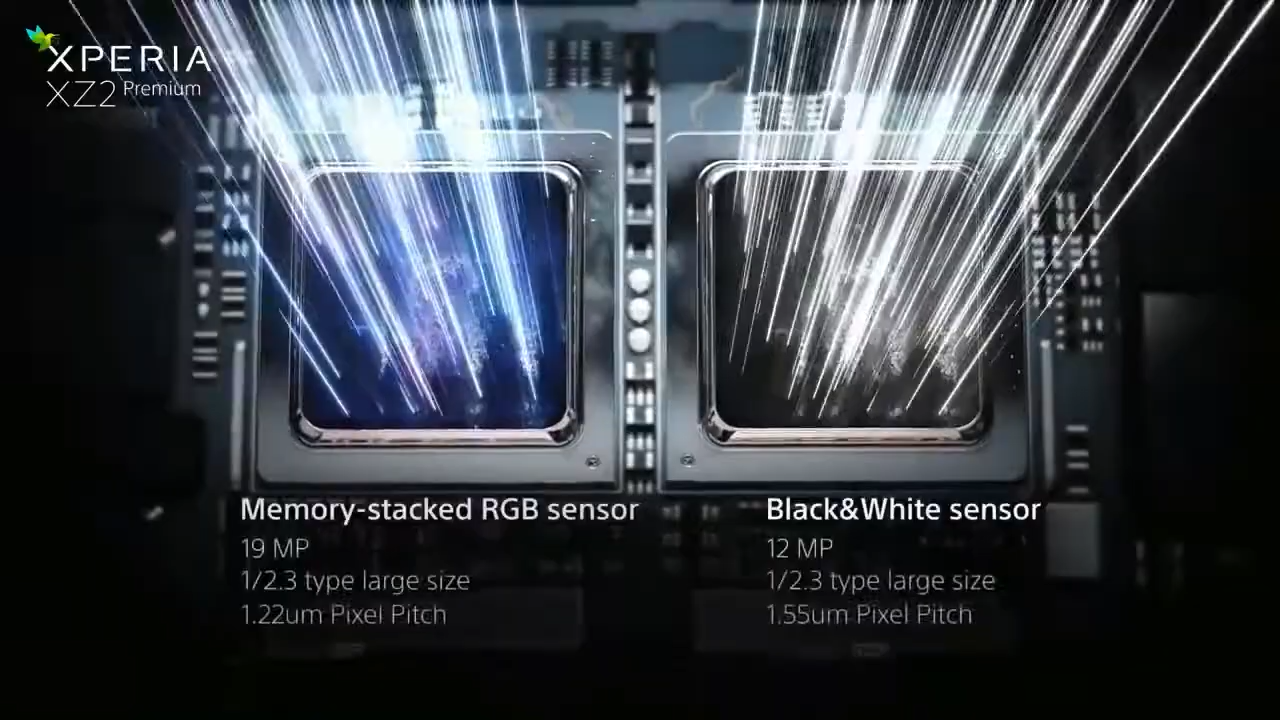 XPERIA
XZ2 Premium
Memory-stacked RGB sensor
19 MP
1/2.3 type large size
1.22um Pixel Pitch
Black&White sensor
12 MP
1/2.3 type large size
1.55um Pixel Pitch